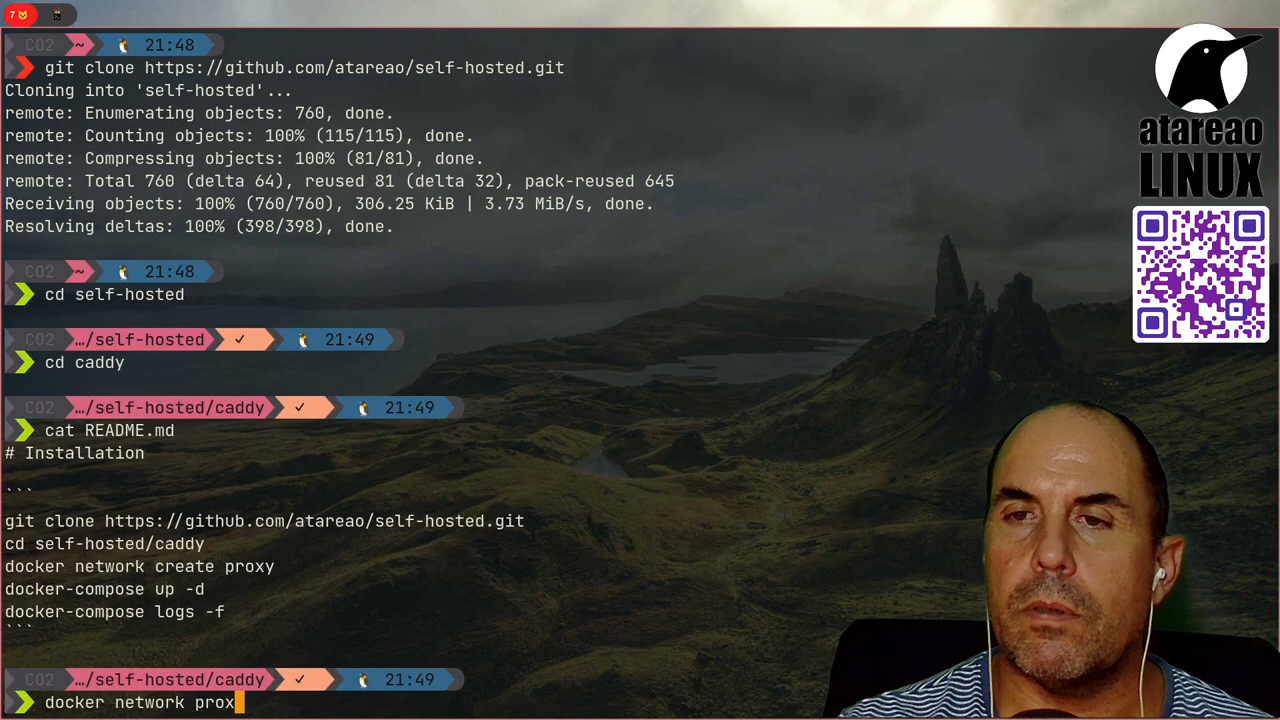 7
CO2 ~ 21:48
git clone https://github.com/atareao/self-hosted.git
Cloning into 'self-hosted'...
remote: Enumerating objects: 760, done.
remote: Counting objects: 100% (115/115), done.
remote: Compressing objects: 100% (81/81), done.
remote: Total 760 (delta 64), reused 81 (delta 32), pack-reused 645
Receiving objects: 100% (760/760), 306.25 KiB | 3.73 MiB/s, done.
Resolving deltas: 100% (398/398), done.
CO2 ~ 21:48
cd self-hosted
CO2 …/self-hosted ✓ 21:49
cd caddy
CO2 …/self-hosted/caddy ✓ 21:49
cat README.md
# Installation
```
git clone https://github.com/atareao/self-hosted.git
cd self-hosted/caddy
docker network create proxy
docker-compose up -d
docker-compose logs -f
```
CO2 …/self-hosted/caddy ✓ 21:49
docker network prox
atareao
LINUX